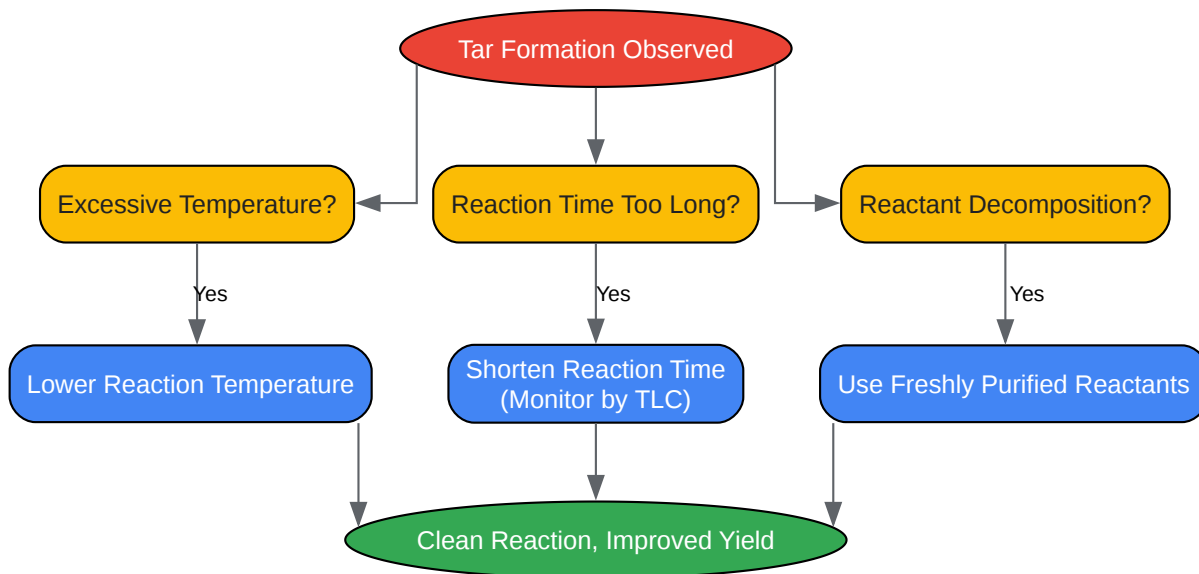 Tar Formation Observed
Excessive Temperature?
Reaction Time Too Long?
Reactant Decomposition?
Yes
Yes
Yes
Lower Reaction Temperature
Shorten Reaction Time
(Monitor by TLC)
Use Freshly Purified Reactants
Clean Reaction, Improved Yield